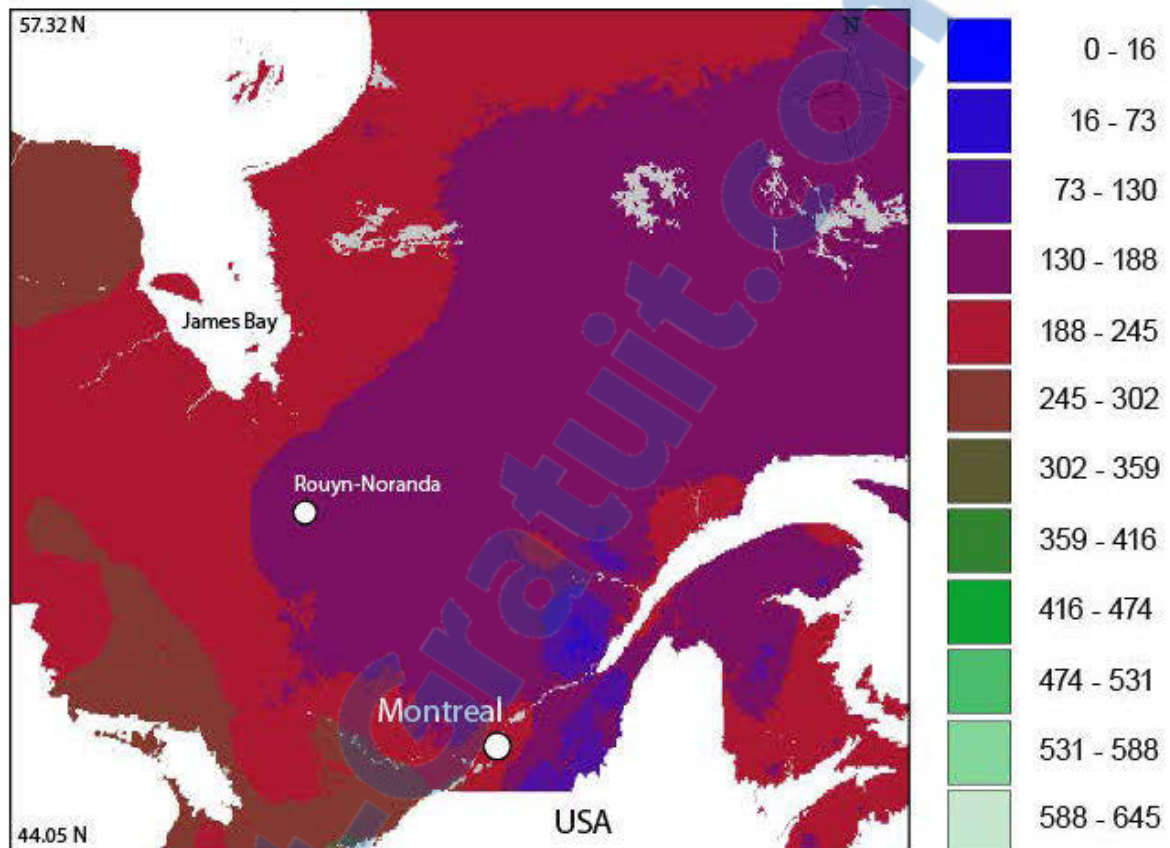 57.32 N
N
James Bay
Rouyn-Noranda
Montreal
USA
44.05 N
0 - 16
16 - 73
73 - 130
130 - 188
188 - 245
245 - 302
302 - 359
359 - 416
416 - 474
474 - 531
531 - 588
588 - 645